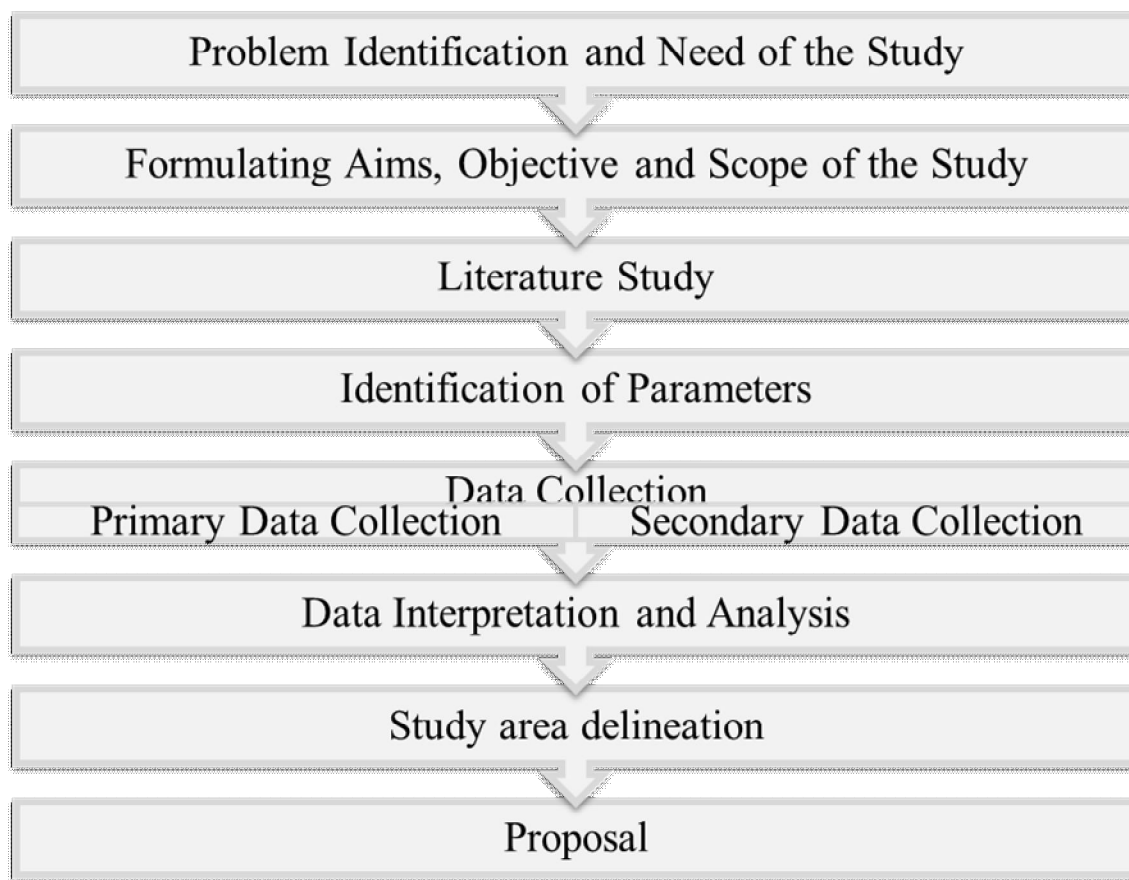 Problem Identification and Need of the Study
Formulating Aims, Objective and Scope of the Study
Literature Study
Identification of Parameters
Data Collection
Primary Data Collection
Secondary Data Collection
Data Interpretation and Analysis
Study area delineation
Proposal